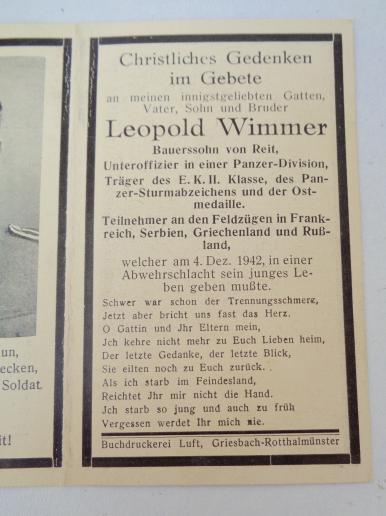 Christliches Gedenken
im Gebete
an meinen innigstgeliebten Gatten,
Vater, Sohn und Bruder
Leopold Wimmer
Bauerssohn von Reit,
Unteroffizier in einer Panzer-Division,
Träger des E. K. II. Klasse, des Pan-
zer-Sturmabzeichens und der Ost-
medaille.
Teilnehmer an den Feldzügen in Frank-
reich, Serbien, Griechenland und Ruß-
land,
welcher am 4. Dez. 1942, in einer
Abwehrschlacht sein junges Le-
ben geben mußte.
Schwer war schon der Trennungsschmerz,
Jetzt aber bricht uns fast das Herz.
O Gattin und Jhr Eltern mein,
Jch kehre nicht mehr zu Euch Lieben heim,
Der letzte Gedanke, der letzte Blick,
Sie eilten noch zu Euch zurück.
Als ich starb im Feindesland,
Reichtet Jhr mir nicht die Hand.
Jch starb so jung und auch zu früh
Vergessen werdet Jhr mich nie.
Buchdruckerei Luft, Griesbach-Rotthalmünster
un,
ecken,
Soldat.
it!